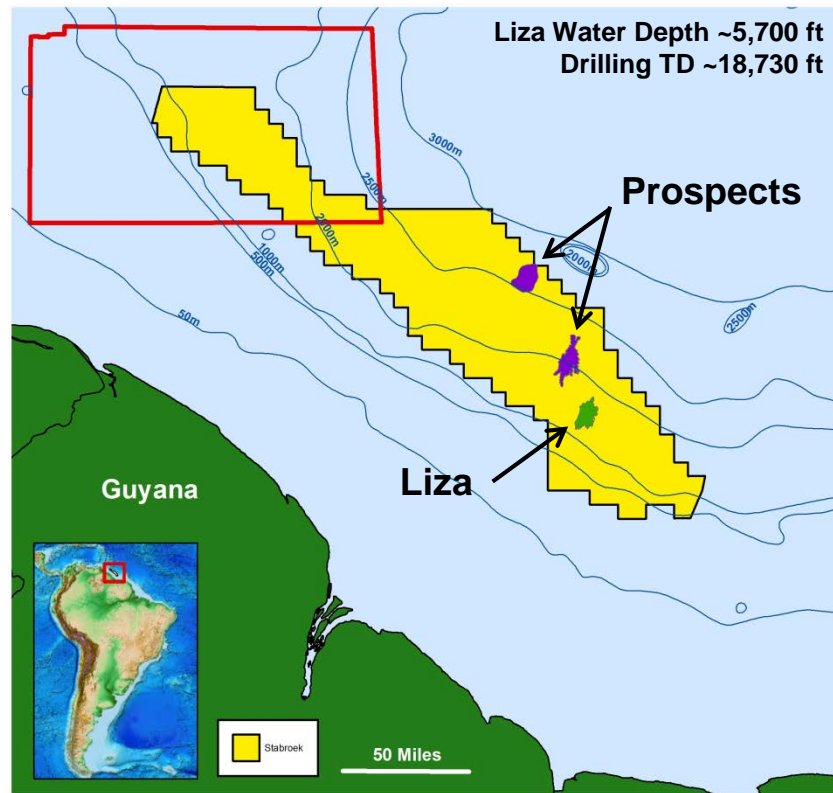 Liza Water Depth ~5,700 ft
Drilling TD ~18,730 ft
3000m
2500m
Prospects
2000m
2000m
1000m
500m
50m
2500m
Liza
Guyana
Stabroek
50 Miles